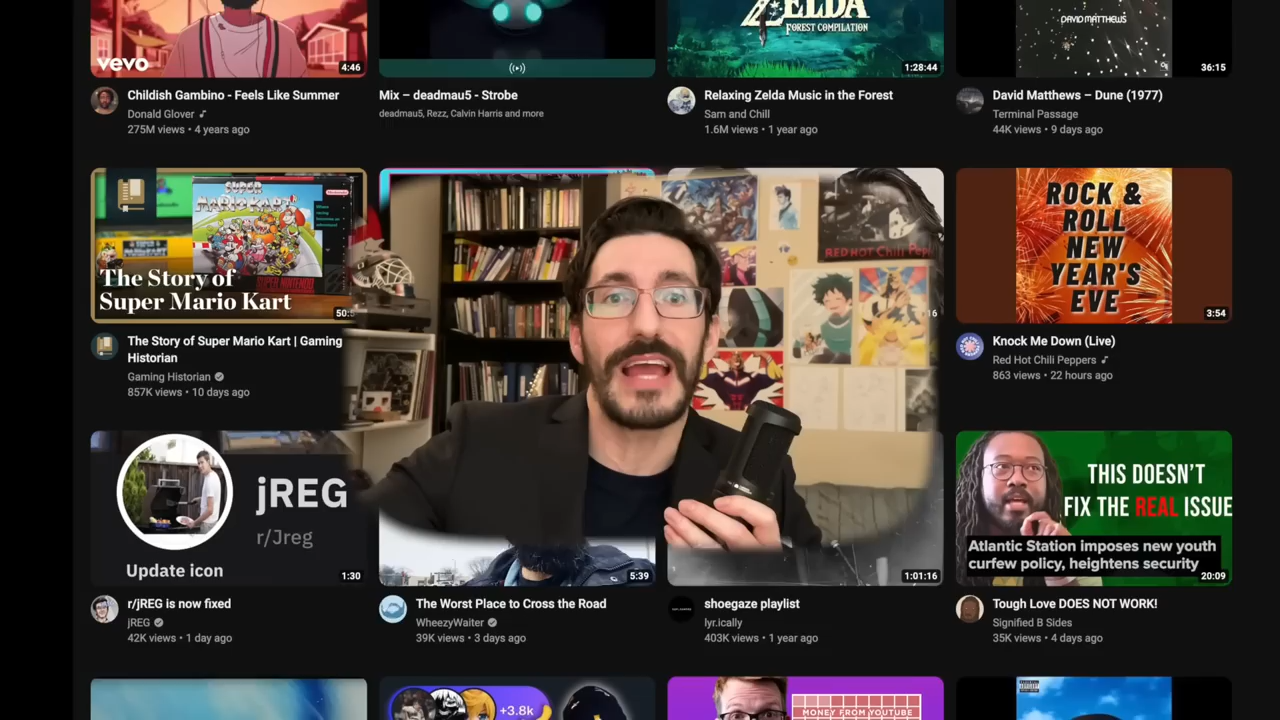 vevo
4:46
ZELDA
FOREST COMPILATION
1:28:44
DAVID MATTHEWS
36:15
Childish Gambino - Feels Like Summer
Donald Glover
275M views • 4 years ago
Mix – deadmau5 - Strobe
deadmau5, Rezz, Calvin Harris and more
Relaxing Zelda Music in the Forest
Sam and Chill
1.6M views • 1 year ago
David Matthews – Dune (1977)
Terminal Passage
44K views • 9 days ago
SUPER
MARIO KART
Nintendo
The Story of
Super Mario Kart
RED HOT CHILI
ROCK &
ROLL
NEW
YEAR'S
EVE
3:54
The Story of Super Mario Kart | Gaming
Historian
Gaming Historian
857K views • 10 days ago
Knock Me Down (Live)
Red Hot Chili Peppers
863 views • 22 hours ago
jREG
r/Jreg
Update icon
1:30
5:39
1:01:16
THIS DOESN'T
FIX THE REAL ISSUE
Atlantic Station imposes new youth
curfew policy, heightens security
20:09
r/jREG is now fixed
jREG
42K views • 1 day ago
The Worst Place to Cross the Road
WheezyWaiter
39K views • 3 days ago
shoegaze playlist
lyr.ically
403K views • 1 year ago
Tough Love DOES NOT WORK!
Signified B Sides
35K views • 4 days ago
+3.8k
MONEY FROM YOUTUBE